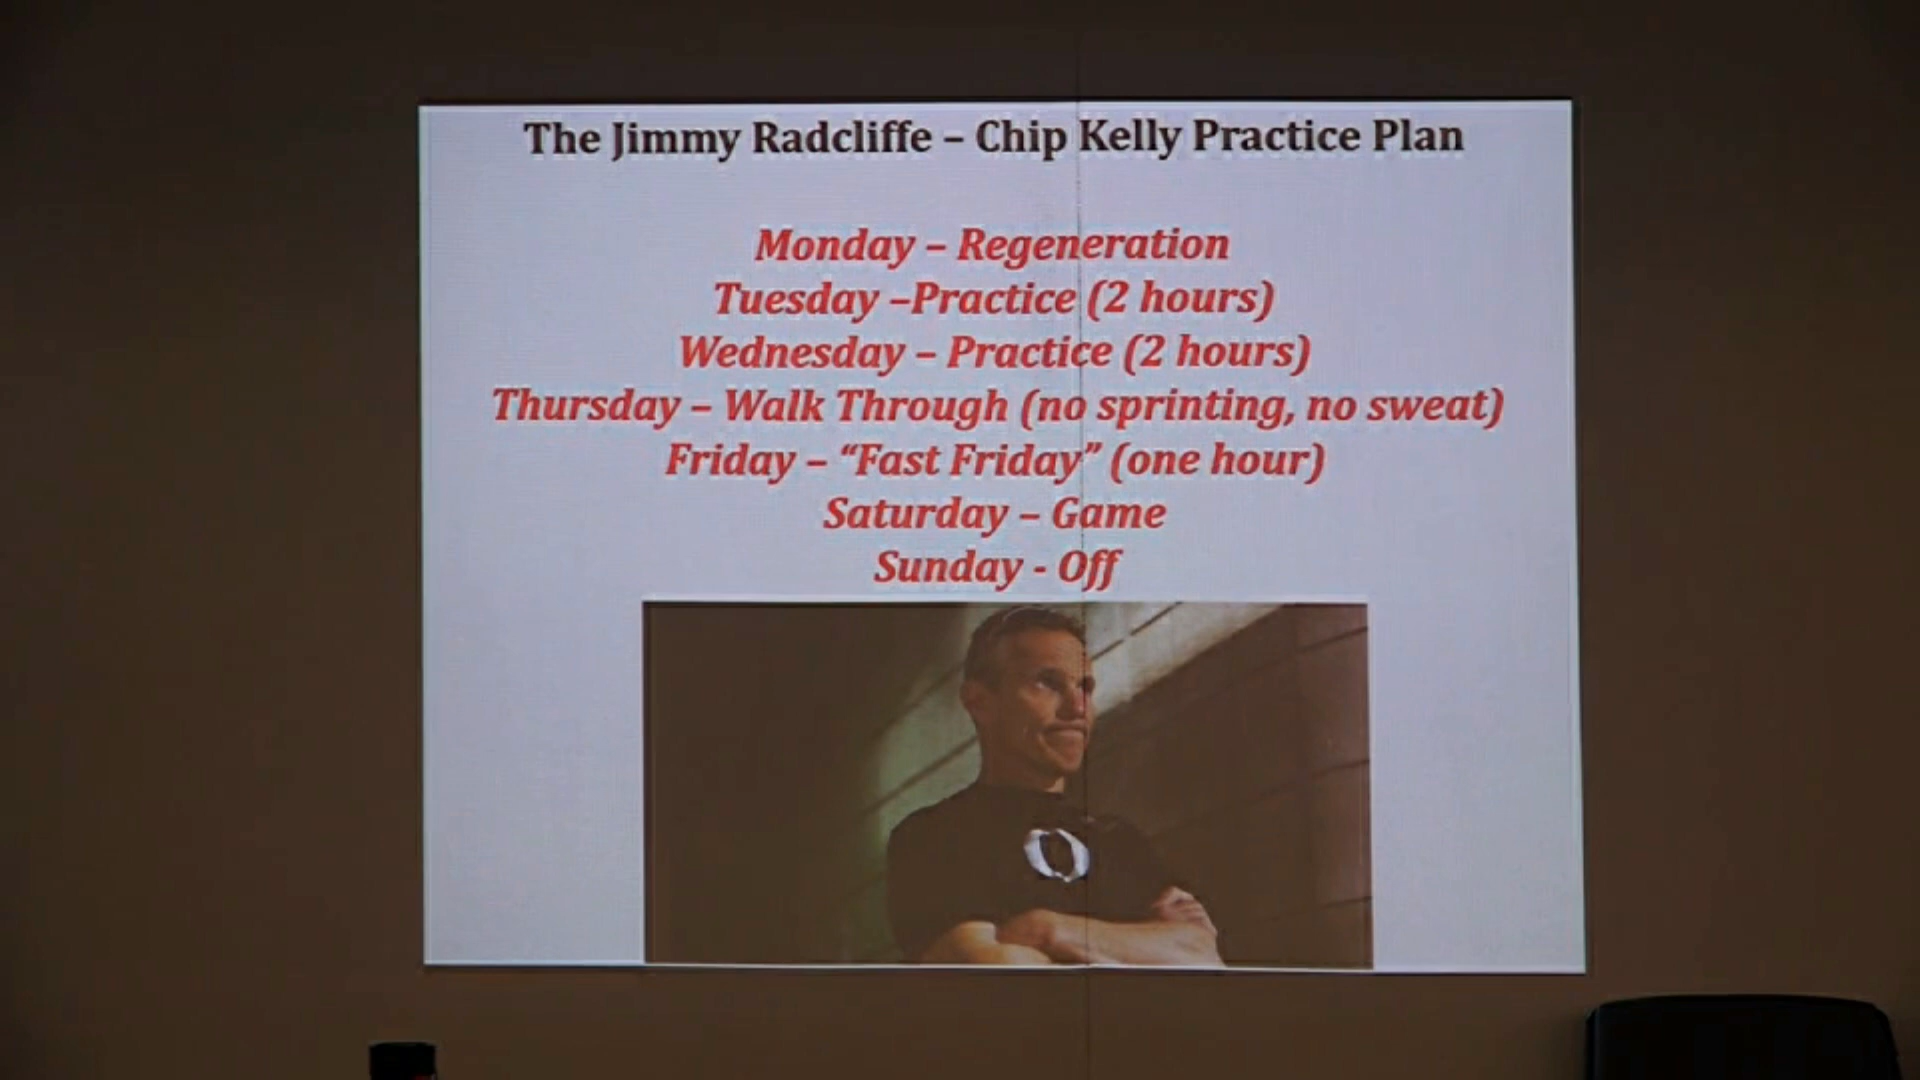 The Jimmy Radcliffe – Chip Kelly Practice Plan
Monday – Regeneration
Tuesday –Practice (2 hours)
Wednesday – Practice (2 hours)
Thursday – Walk Through (no sprinting, no sweat)
Friday – “Fast Friday” (one hour)
Saturday – Game
Sunday - Off
O